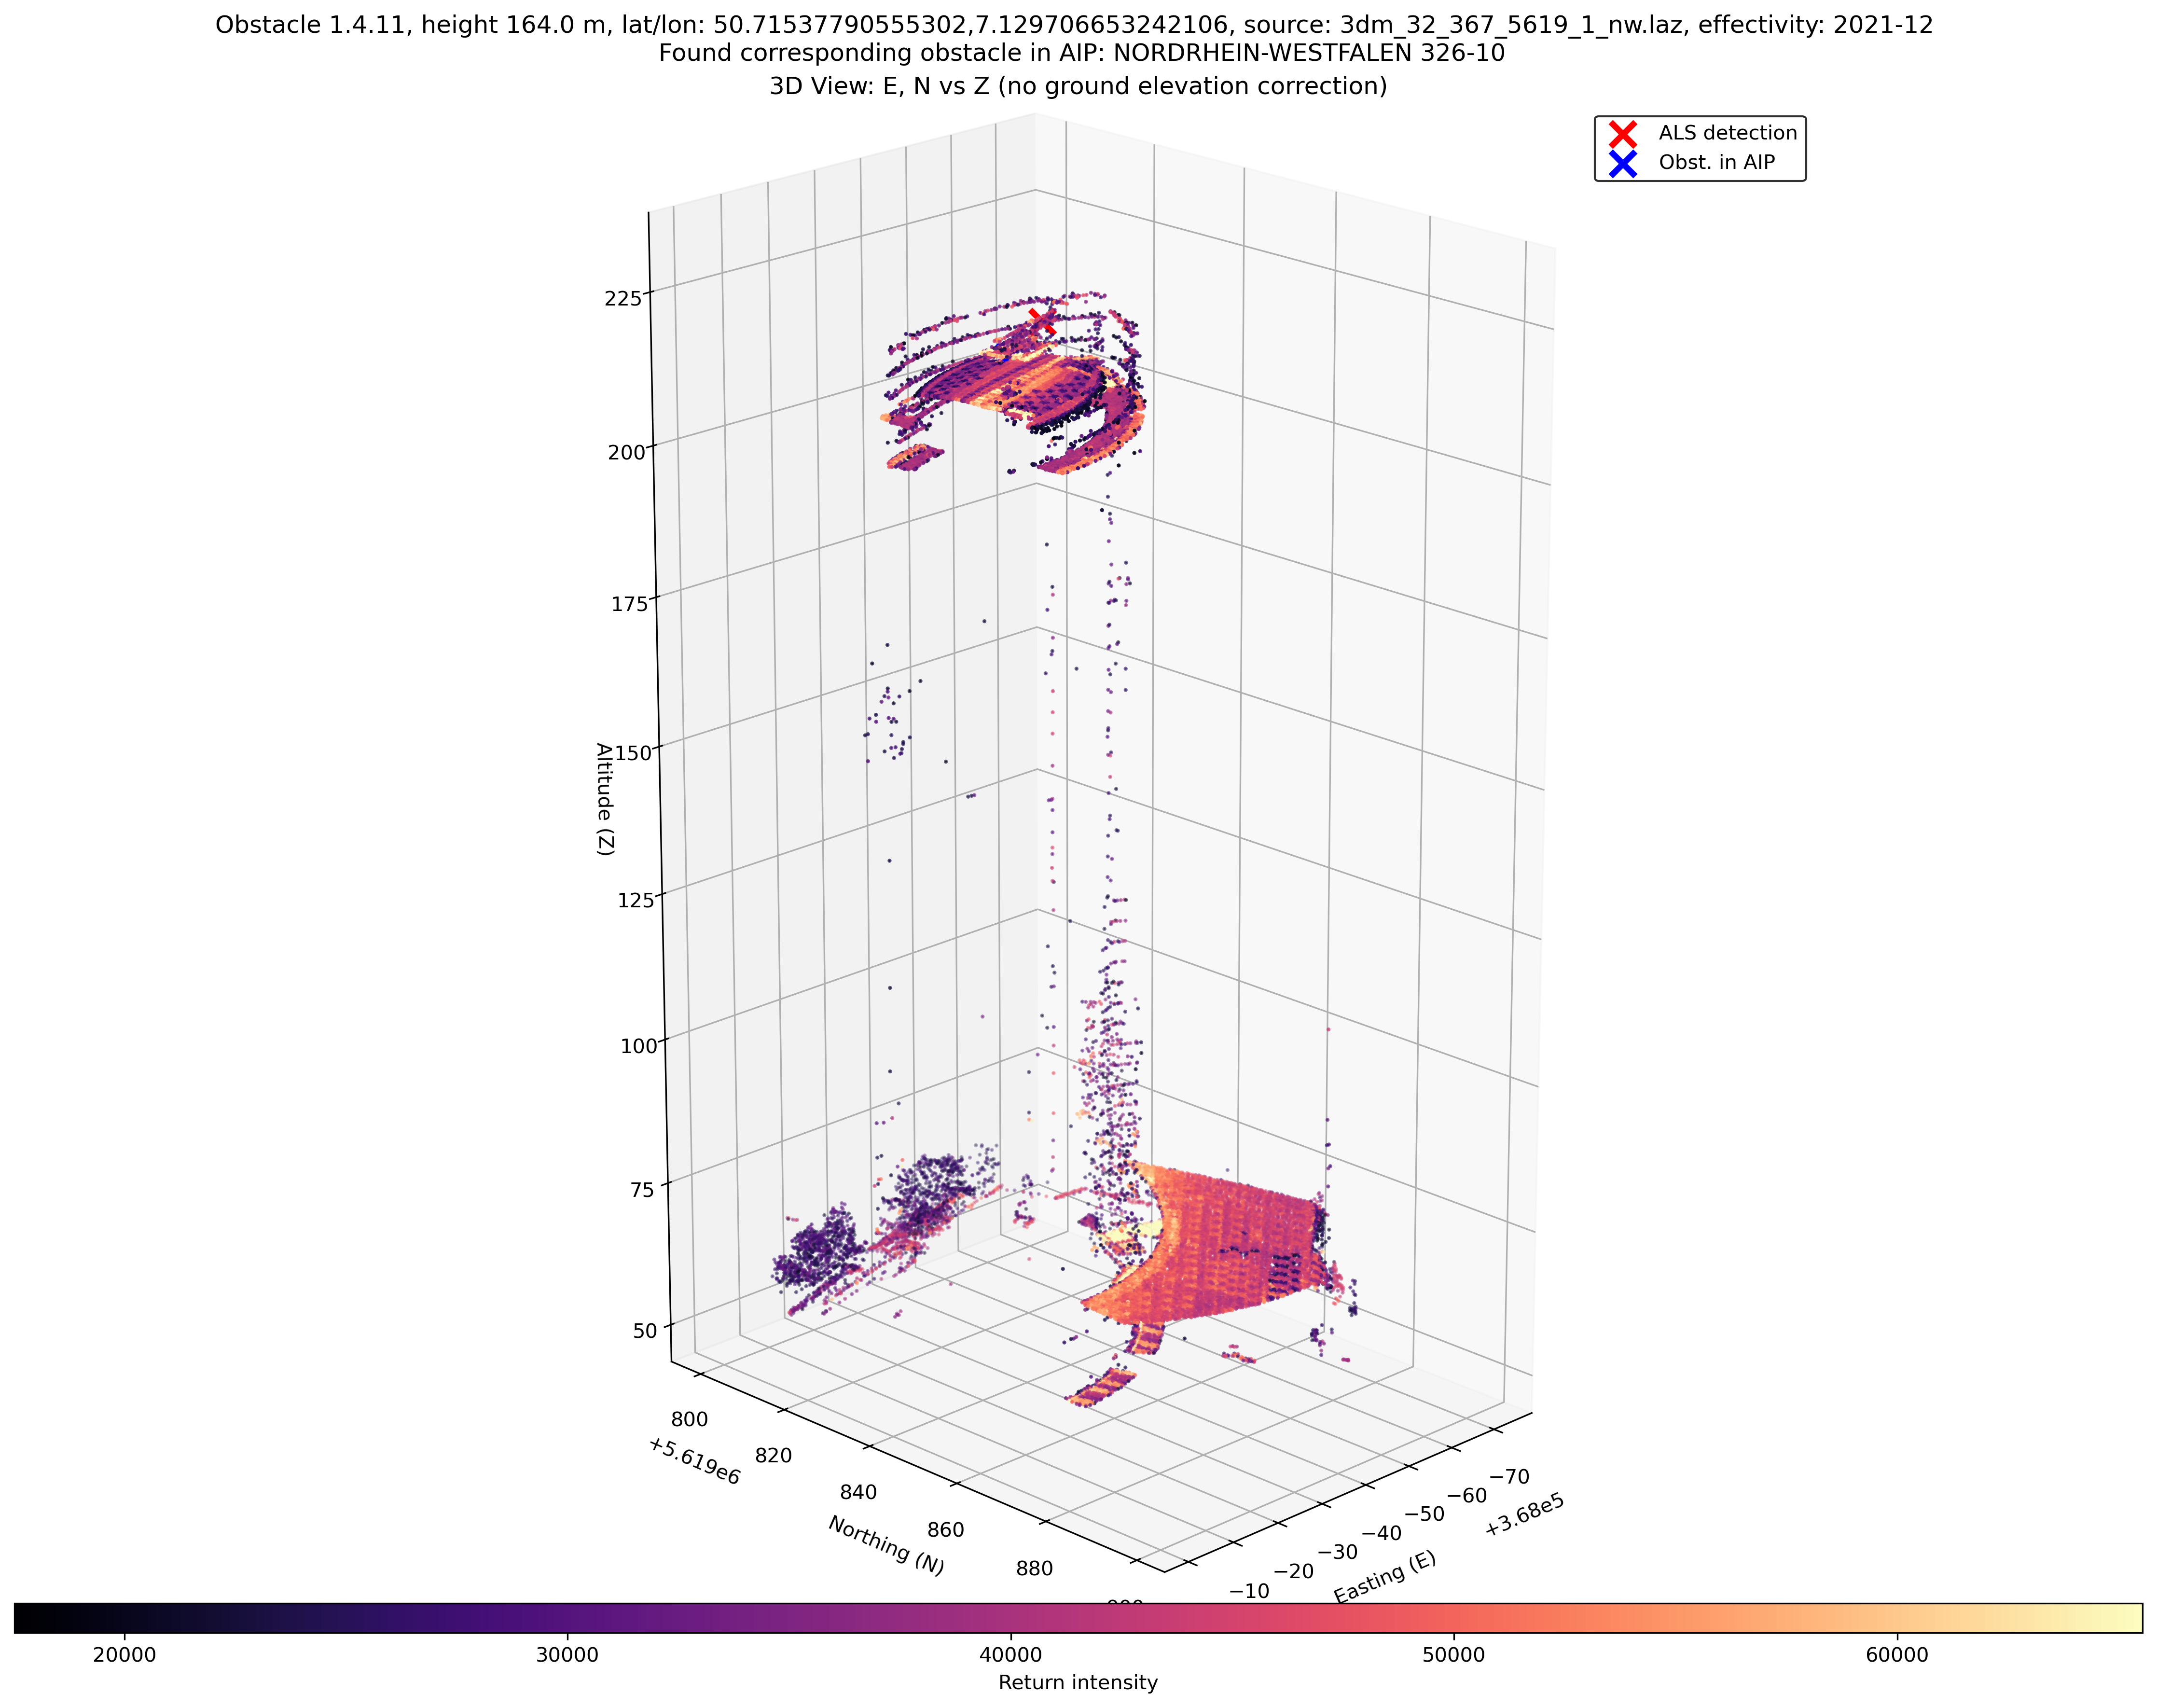 Obstacle 1.4.11, height 164.0 m, lat/lon: 50.71537790555302,7.129706653242106, source: 3dm_32_367_5619_1_nw.laz, effectivity: 2021-12
Found corresponding obstacle in AIP: NORDRHEIN-WESTFALEN 326-10
3D View: E, N vs Z (no ground elevation correction)
ALS detection
Obst. in AIP
225
200
175
150
125
100
75
50
Altitude (Z)
800
820
840
860
880
+5.619e6
Northing (N)
−70
−60
−50
−40
−30
−20
−10
+3.68e5
Easting (E)
20000
30000
40000
50000
60000
Return intensity